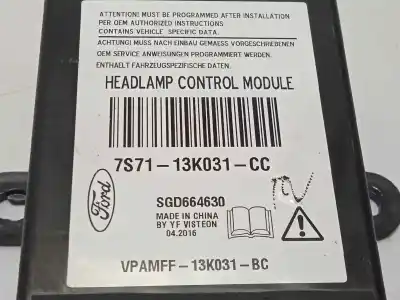 ATTENTION! MUST BE PROGRAMMED AFTER INSTALLATION
PER OEM AUTHORIZED INSTRUCTIONS
CONTAINS VEHICLE SPECIFIC DATA.
ACHTUNG! MUSS NACH EINBAU GEMAESS VORGESCHRIEBENEN
OEM SERVICE ANWEISUNGEN PROGRAMMIERT WERDEN.
ENTHALT FAHRZEUGSPEZIFISCHE DATEN.
HEADLAMP CONTROL MODULE
7S71-13K031-CC
Ford
SGD664630
MADE IN CHINA
BY YF VISTEON
04.2016
VPAMFF-13K031-BC